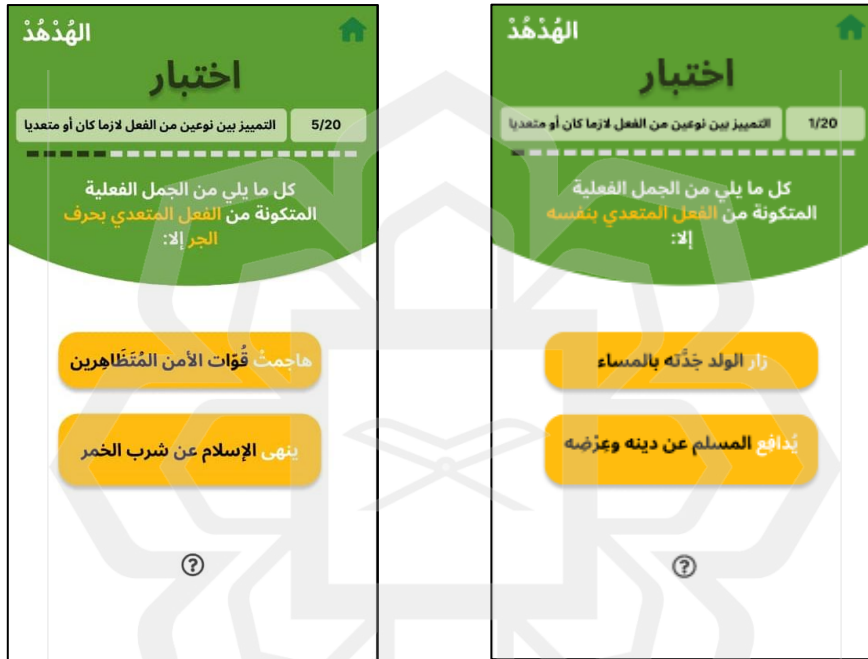 الهُدْهُدْ
اختبار
1/20
التمييز بين نوعين من الفعل لازما كان أو متعديا
كل ما يلي من الجمل الفعلية
المتكونة من الفعل المتعدي بنفسه
إلا:
زار الولد جَدَّته بالمساء
يُدافِع المسلم عن دينه وعِرْضِه
?
الهُدْهُدْ
اختبار
5/20
التمييز بين نوعين من الفعل لازما كان أو متعديا
كل ما يلي من الجمل الفعلية
المتكونة من الفعل المتعدي بحرف
الجر إلا:
هاجمتْ قُوّات الأمن المُتَظَاهِرين
ينهى الإسلام عن شرب الخمر
?